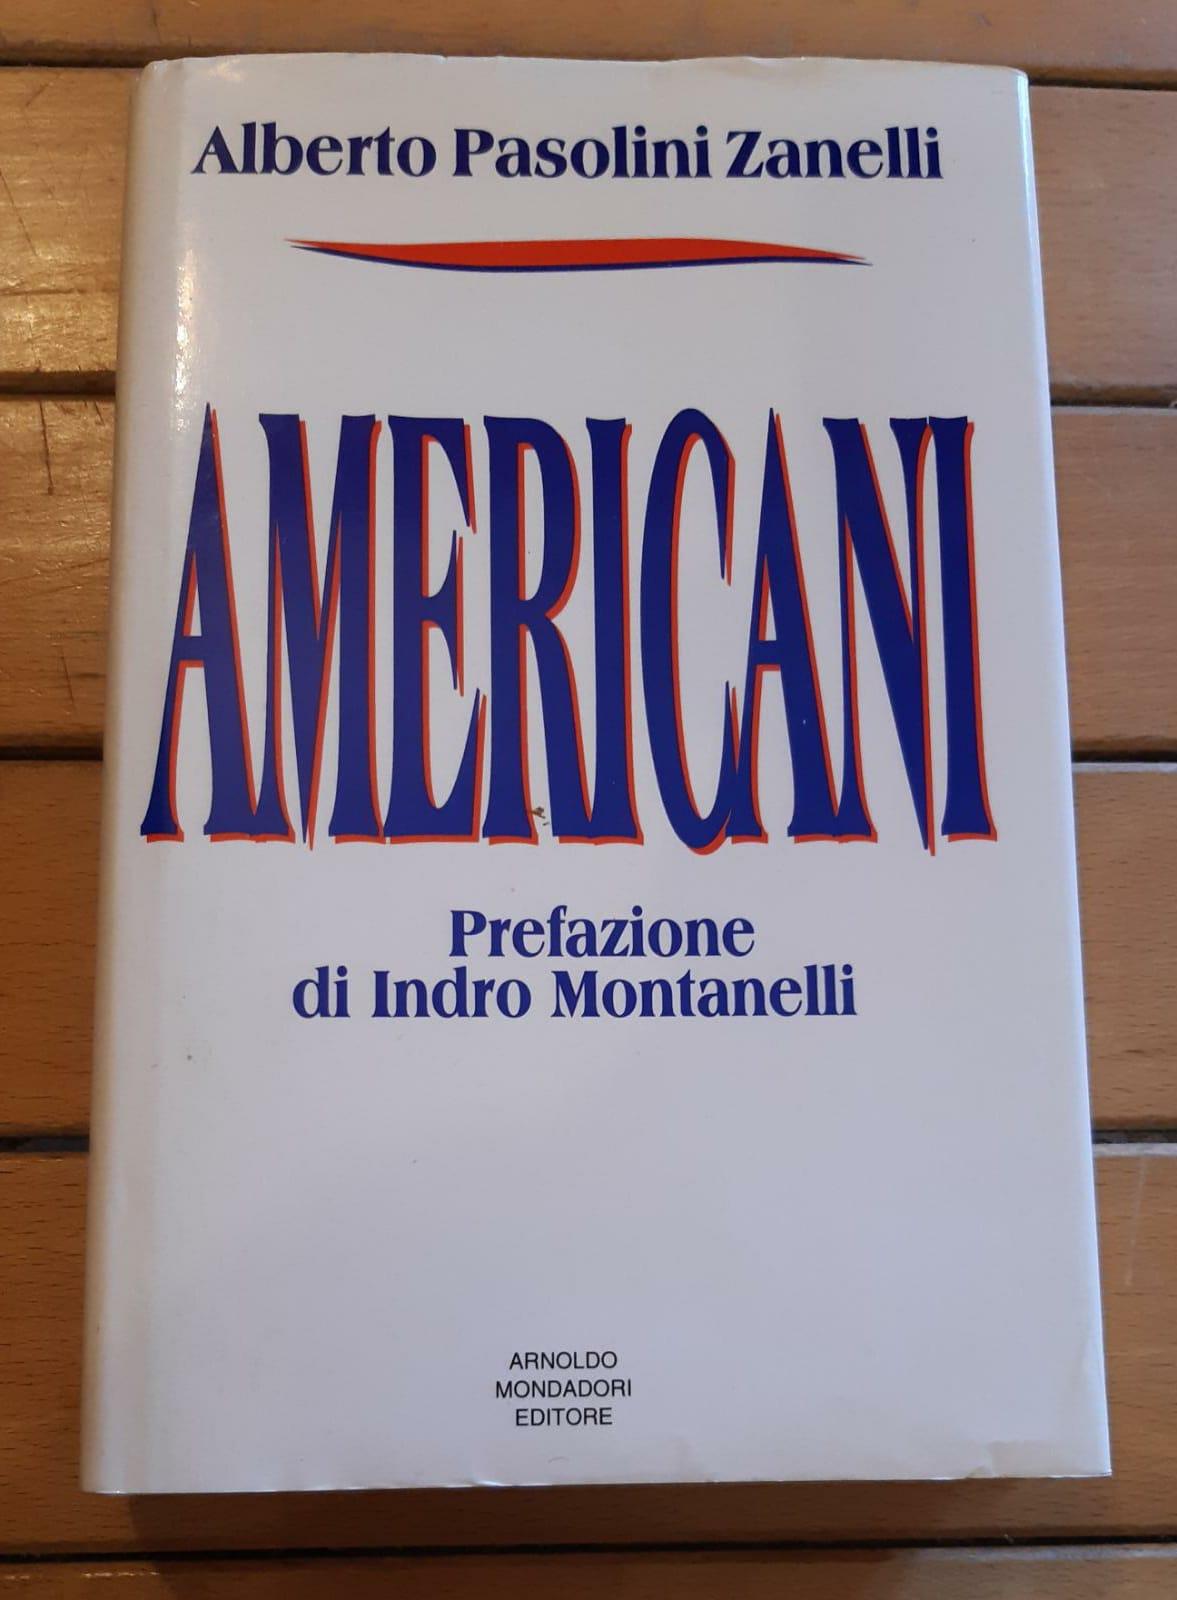 Alberto Pasolini Zanelli
AMERICANI
Prefazione
di Indro Montanelli
ARNOLDO
MONDADORI
EDITORE